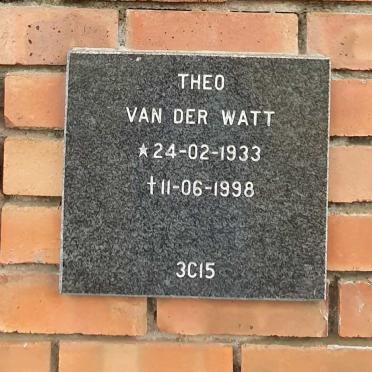 THEO
VAN DER WATT
★24-02-1933
†11-06-1998
3C15